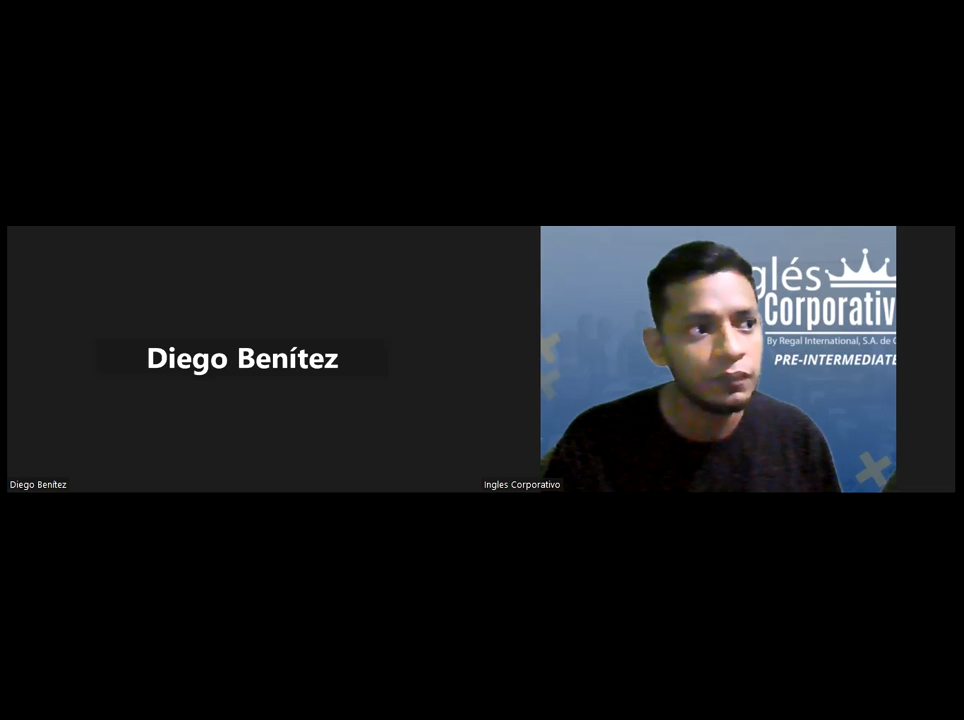 Diego Benítez
Diego Benítez
glés
Corporativ
By Regal International, S.A. de C
PRE-INTERMEDIATE
Ingles Corporativo